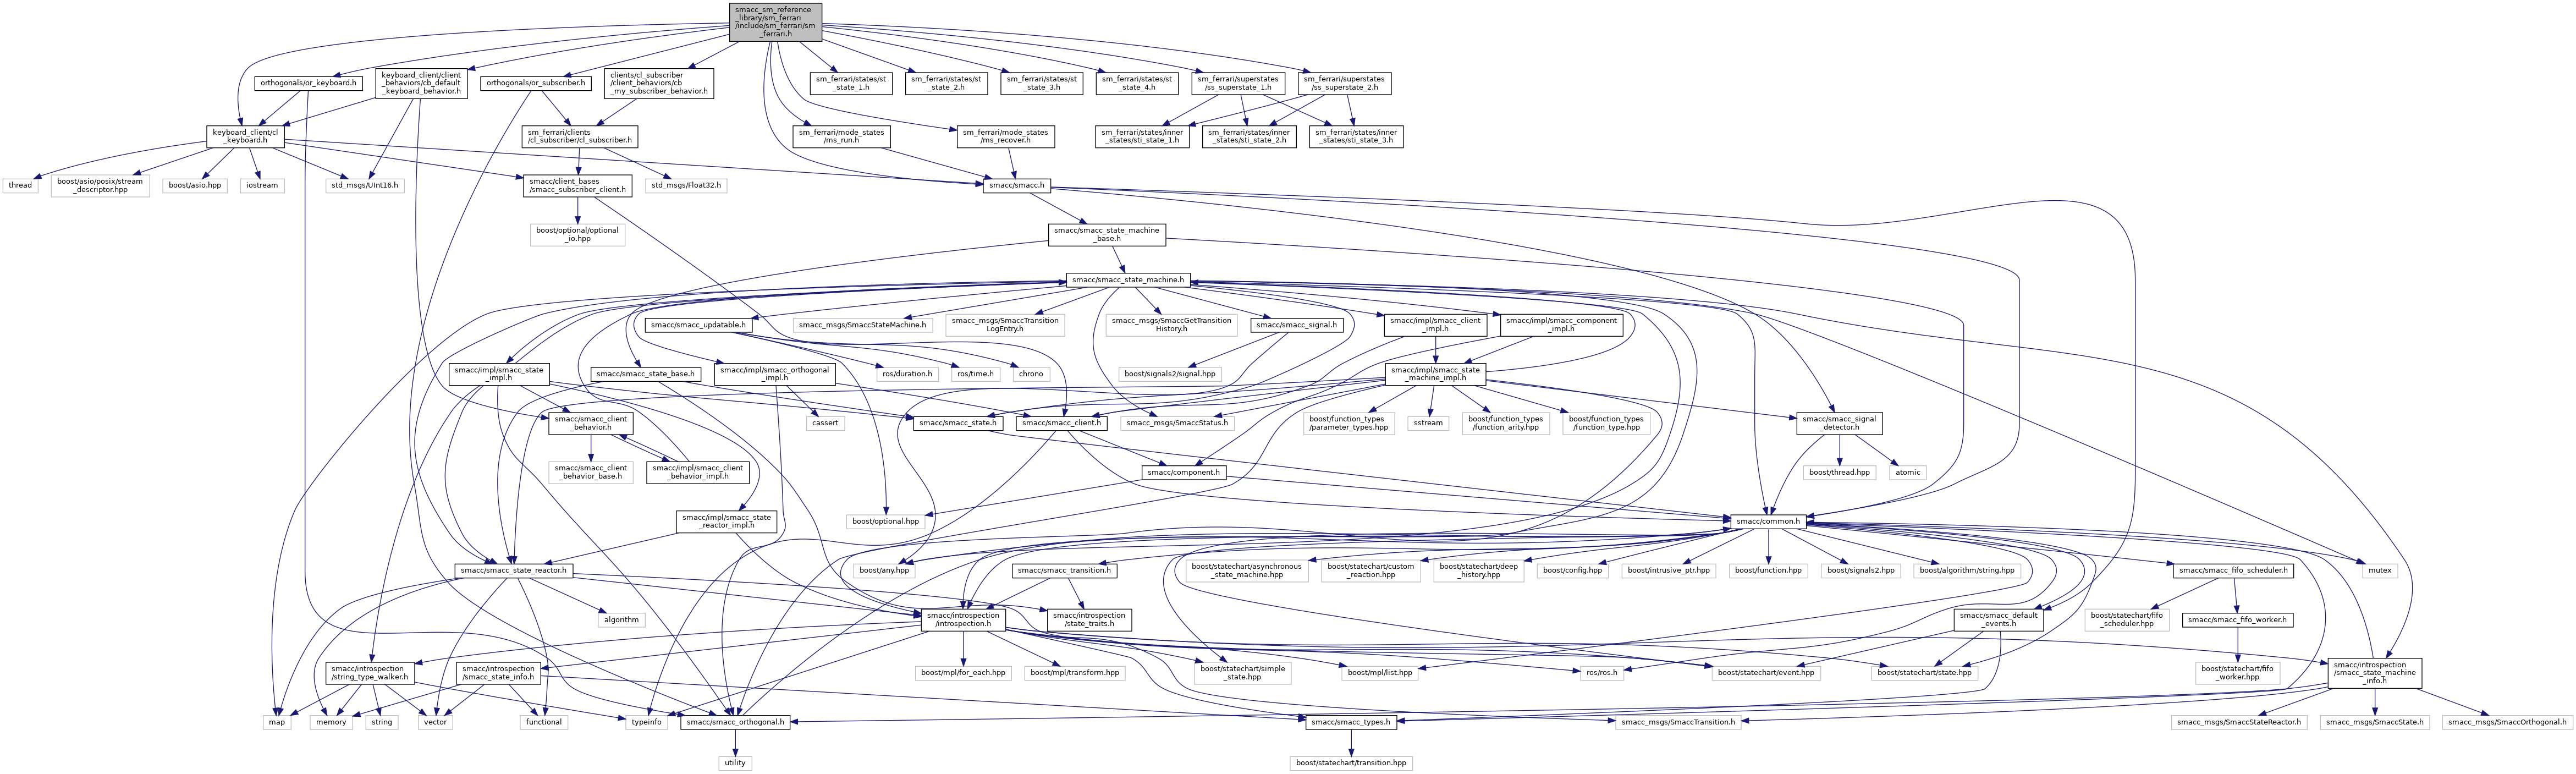 smacc_sm_reference
_library/sm_ferrari
/include/sm_ferrari/sm
_ferrari.h
orthogonals/or_keyboard.h
keyboard_client/client
_behaviors/cb_default
_keyboard_behavior.h
orthogonals/or_subscriber.h
clients/cl_subscriber
/client_behaviors/cb
_my_subscriber_behavior.h
sm_ferrari/states/st
_state_1.h
sm_ferrari/states/st
_state_2.h
sm_ferrari/states/st
_state_3.h
sm_ferrari/states/st
_state_4.h
sm_ferrari/superstates
/ss_superstate_1.h
sm_ferrari/superstates
/ss_superstate_2.h
keyboard_client/cl
_keyboard.h
sm_ferrari/clients
/cl_subscriber/cl_subscriber.h
sm_ferrari/mode_states
/ms_run.h
sm_ferrari/mode_states
/ms_recover.h
sm_ferrari/states/inner
_states/sti_state_1.h
sm_ferrari/states/inner
_states/sti_state_2.h
sm_ferrari/states/inner
_states/sti_state_3.h
thread
boost/asio/posix/stream
_descriptor.hpp
boost/asio.hpp
iostream
std_msgs/UInt16.h
smacc/client_bases
/smacc_subscriber_client.h
std_msgs/Float32.h
smacc/smacc.h
boost/optional/optional
_io.hpp
smacc/smacc_state_machine
_base.h
smacc/smacc_state_machine.h
smacc/smacc_updatable.h
smacc_msgs/SmaccStateMachine.h
smacc_msgs/SmaccTransition
LogEntry.h
smacc_msgs/SmaccGetTransition
History.h
smacc/smacc_signal.h
smacc/impl/smacc_client
_impl.h
smacc/impl/smacc_component
_impl.h
smacc/impl/smacc_state
_impl.h
smacc/smacc_state_base.h
smacc/impl/smacc_orthogonal
_impl.h
ros/duration.h
ros/time.h
chrono
boost/signals2/signal.hpp
smacc/impl/smacc_state
_machine_impl.h
smacc/smacc_client
_behavior.h
cassert
smacc/smacc_state.h
smacc/smacc_client.h
smacc_msgs/SmaccStatus.h
boost/function_types
/parameter_types.hpp
sstream
boost/function_types
/function_arity.hpp
boost/function_types
/function_type.hpp
smacc/smacc_signal
_detector.h
smacc/smacc_client
_behavior_base.h
smacc/impl/smacc_client
_behavior_impl.h
smacc/component.h
boost/thread.hpp
atomic
smacc/impl/smacc_state
_reactor_impl.h
boost/optional.hpp
smacc/common.h
smacc/smacc_state_reactor.h
boost/any.hpp
smacc/smacc_transition.h
boost/statechart/asynchronous
_state_machine.hpp
boost/statechart/custom
_reaction.hpp
boost/statechart/deep
_history.hpp
boost/config.hpp
boost/intrusive_ptr.hpp
boost/function.hpp
boost/signals2.hpp
boost/algorithm/string.hpp
smacc/smacc_fifo_scheduler.h
mutex
algorithm
smacc/introspection
/introspection.h
smacc/introspection
/state_traits.h
smacc/smacc_default
_events.h
boost/statechart/fifo
_scheduler.hpp
smacc/smacc_fifo_worker.h
smacc/introspection
/string_type_walker.h
smacc/introspection
/smacc_state_info.h
boost/mpl/for_each.hpp
boost/mpl/transform.hpp
boost/statechart/simple
_state.hpp
boost/mpl/list.hpp
ros/ros.h
boost/statechart/event.hpp
boost/statechart/state.hpp
boost/statechart/fifo
_worker.hpp
smacc/introspection
/smacc_state_machine
_info.h
map
memory
string
vector
functional
typeinfo
smacc/smacc_orthogonal.h
smacc/smacc_types.h
smacc_msgs/SmaccTransition.h
smacc_msgs/SmaccStateReactor.h
smacc_msgs/SmaccState.h
smacc_msgs/SmaccOrthogonal.h
utility
boost/statechart/transition.hpp